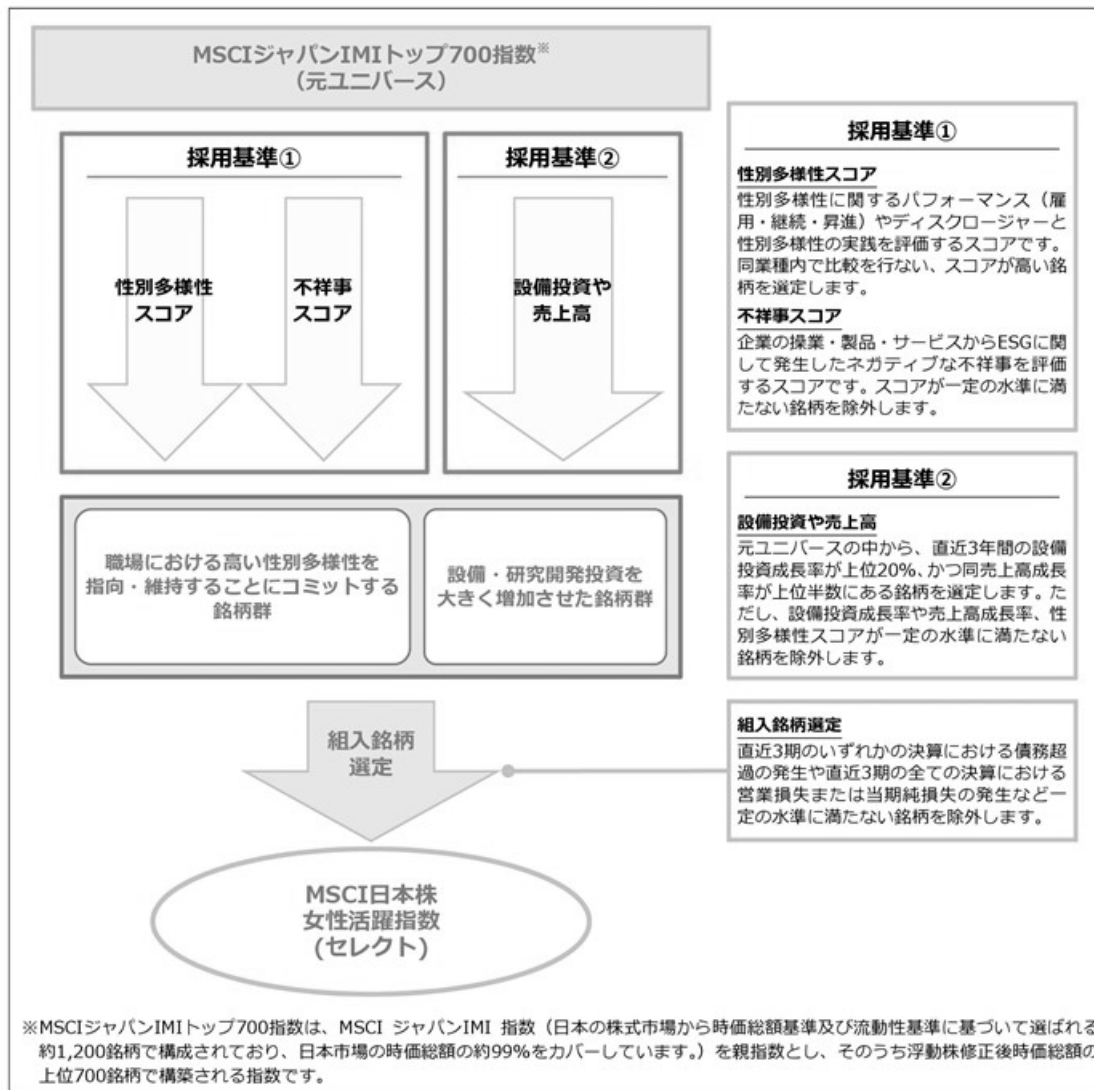 MSCIジャパンIMIトップ700指数※
（元ユニバース）
採用基準①
性別多様性
スコア
不祥事
スコア
採用基準②
設備投資や
売上高
職場における高い性別多様性を
指向・維持することにコミットする
銘柄群
設備・研究開発投資を
大きく増加させた銘柄群
組入銘柄
選定
MSCI日本株
女性活躍指数
(セレクト)
採用基準①
性別多様性スコア
性別多様性に関するパフォーマンス（雇
用・継続・昇進）やディスクロージャーと
性別多様性の実践を評価するスコアです。
同業種内で比較を行ない、スコアが高い銘
柄を選定します。
不祥事スコア
企業の操業・製品・サービスからESGに関
して発生したネガティブな不祥事を評価
するスコアです。スコアが一定の水準に満
たない銘柄を除外します。
採用基準②
設備投資や売上高
元ユニバースの中から、直近3年間の設備
投資成長率が上位20%、かつ同売上高成長
率が上位半数にある銘柄を選定します。た
だし、設備投資成長率や売上高成長率、性
別多様性スコアが一定の水準に満たない
銘柄を除外します。
組入銘柄選定
直近3期のいずれかの決算における債務超
過の発生や直近3期の全ての決算における
営業損失または当期純損失の発生など一
定の水準に満たない銘柄を除外します。
※MSCIジャパンIMIトップ700指数は、MSCI ジャパンIMI 指数（日本の株式市場から時価総額基準及び流動性基準に基づいて選ばれる
約1,200銘柄で構成されており、日本市場の時価総額の約99%をカバーしています。）を親指数とし、そのうち浮動株修正後時価総額の
上位700銘柄で構築される指数です。